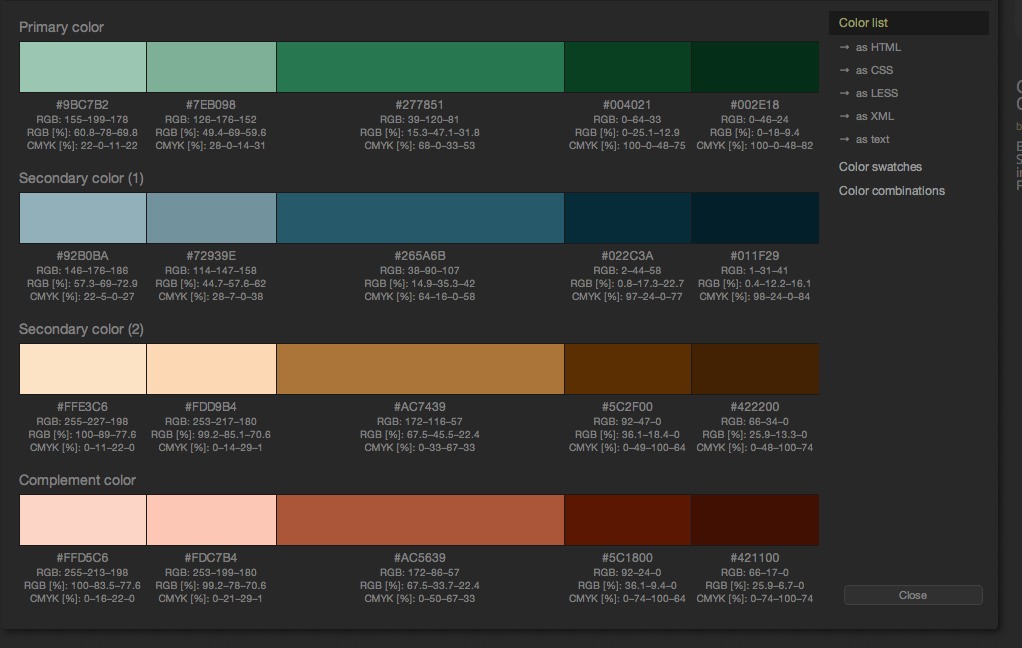 Primary color
#9BC7B2 #7EB098 #277851 #004021 #002E18
RGB: 155–199–178 RGB: 126–176–152 RGB: 39–120–81 RGB: 0–64–33 RGB: 0–46–24
RGB [%]: 60.8–78–69.8 RGB [%]: 49.4–69–59.6 RGB [%]: 15.3–47.1–31.8 RGB [%]: 0–25.1–12.9 RGB [%]: 0–18–9.4
CMYK [%]: 22–0–11–22 CMYK [%]: 28–0–14–31 CMYK [%]: 68–0–33–53 CMYK [%]: 100–0–48–75 CMYK [%]: 100–0–48–82
Secondary color (1)
#92B0BA #72939E #265A6B #022C3A #011F29
RGB: 146–176–186 RGB: 114–147–158 RGB: 38–90–107 RGB: 2–44–58 RGB: 1–31–41
RGB [%]: 57.3–69–72.9 RGB [%]: 44.7–57.6–62 RGB [%]: 14.9–35.3–42 RGB [%]: 0.8–17.3–22.7 RGB [%]: 0.4–12.2–16.1
CMYK [%]: 22–5–0–27 CMYK [%]: 28–7–0–38 CMYK [%]: 64–16–0–58 CMYK [%]: 97–24–0–77 CMYK [%]: 98–24–0–84
Secondary color (2)
#FFE3C6 #FDD9B4 #AC7439 #5C2F00 #422200
RGB: 255–227–198 RGB: 253–217–180 RGB: 172–116–57 RGB: 92–47–0 RGB: 66–34–0
RGB [%]: 100–89–77.6 RGB [%]: 99.2–85.1–70.6 RGB [%]: 67.5–45.5–22.4 RGB [%]: 36.1–18.4–0 RGB [%]: 25.9–13.3–0
CMYK [%]: 0–11–22–0 CMYK [%]: 0–14–29–1 CMYK [%]: 0–33–67–33 CMYK [%]: 0–49–100–64 CMYK [%]: 0–48–100–74
Complement color
#FFD5C6 #FDC7B4 #AC5639 #5C1800 #421100
RGB: 255–213–198 RGB: 253–199–180 RGB: 172–86–57 RGB: 92–24–0 RGB: 66–17–0
RGB [%]: 100–83.5–77.6 RGB [%]: 99.2–78–70.6 RGB [%]: 67.5–33.7–22.4 RGB [%]: 36.1–9.4–0 RGB [%]: 25.9–6.7–0
CMYK [%]: 0–16–22–0 CMYK [%]: 0–21–29–1 CMYK [%]: 0–50–67–33 CMYK [%]: 0–74–100–64 CMYK [%]: 0–74–100–74
Color list
→ as HTML
→ as CSS
→ as LESS
→ as XML
→ as text
Color swatches
Color combinations
Close